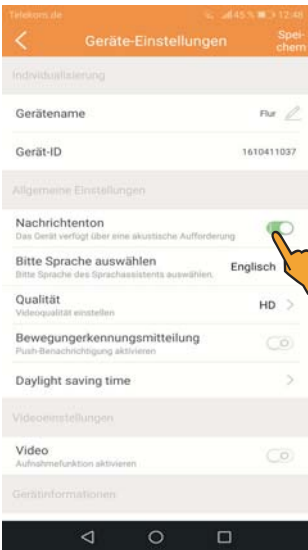 Telekom.de 45 % 12:48
Geräte-Einstellungen
Spei-
chern
Individualisierung
Gerätename Flur
Gerät-ID 1610411037
Allgemeine Einstellungen
Nachrichtenton
Das Gerät verfügt über eine akustische Aufforderung
Bitte Sprache auswählen Englisch
Bitte Sprache des Sprachassistents auswählen.
Qualität HD
Videoqualität einstellen
Bewegungerkennungsmitteilung
Push-Benachrichtigung aktivieren
Daylight saving time
Videoeinstellungen
Video
Aufnahmefunktion aktivieren
Gerätinformationen